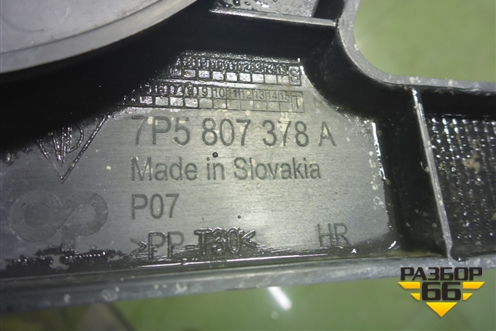 7P5 807 378 A
Made in Slovakia
P07
>PP-T30<
HR
РАЗБОР
66